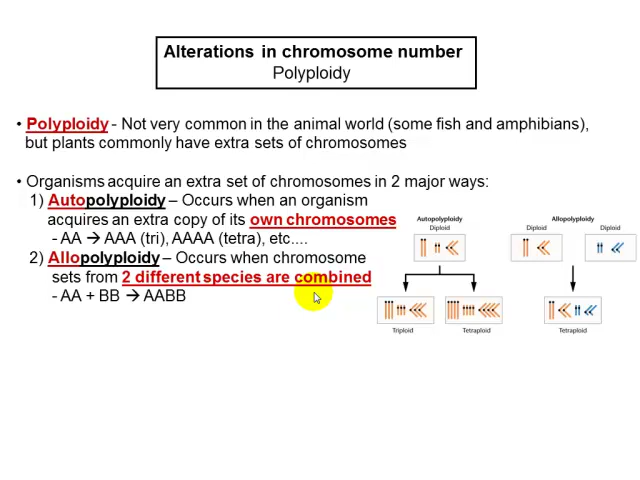 Alterations in chromosome number
Polyploidy
• Polyploidy - Not very common in the animal world (some fish and amphibians),
but plants commonly have extra sets of chromosomes
• Organisms acquire an extra set of chromosomes in 2 major ways:
1) Autopolyploidy – Occurs when an organism
acquires an extra copy of its own chromosomes
- AA → AAA (tri), AAAA (tetra), etc....
2) Allopolyploidy – Occurs when chromosome
sets from 2 different species are combined
- AA + BB → AABB
Autopolyploidy
Diploid
Triploid
Tetraploid
Allopolyploidy
Diploid
Diploid
Tetraploid